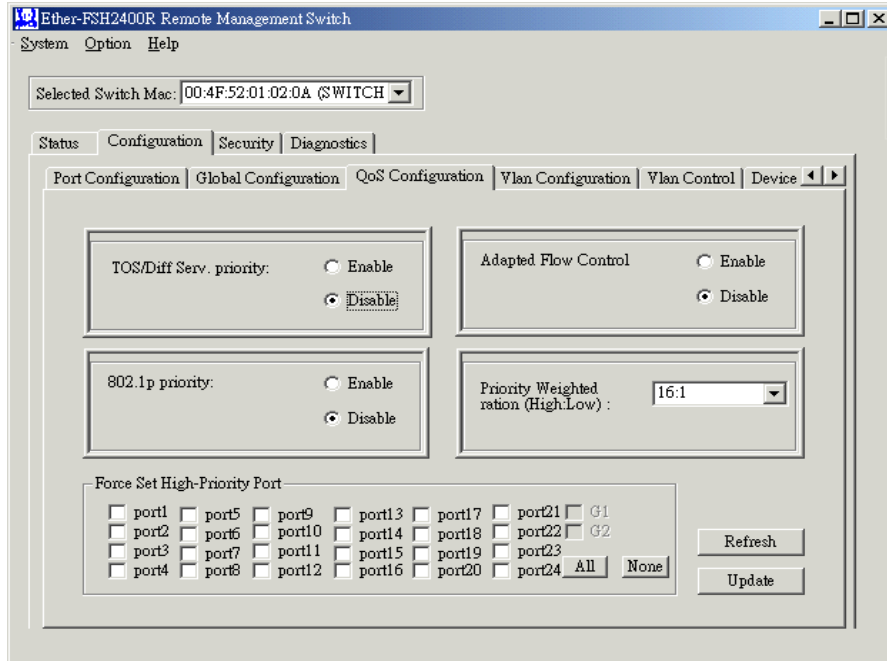 Ether-FSH2400R Remote Management Switch
System Option Help
Selected Switch Mac: 00:4F:52:01:02:0A (SWITCH
Status Configuration Security Diagnostics
Port Configuration Global Configuration QoS Configuration Vlan Configuration Vlan Control Device
TOS/Diff Serv. priority: Enable
Disable
Adapted Flow Control Enable
Disable
802.1p priority: Enable
Disable
Priority Weighted
ration (High:Low) : 16:1
Force Set High-Priority Port
port1 port5 port9 port13 port17 port21 G1
port2 port6 port10 port14 port18 port22 G2
port3 port7 port11 port15 port19 port23
port4 port8 port12 port16 port20 port24 All None
Refresh
Update